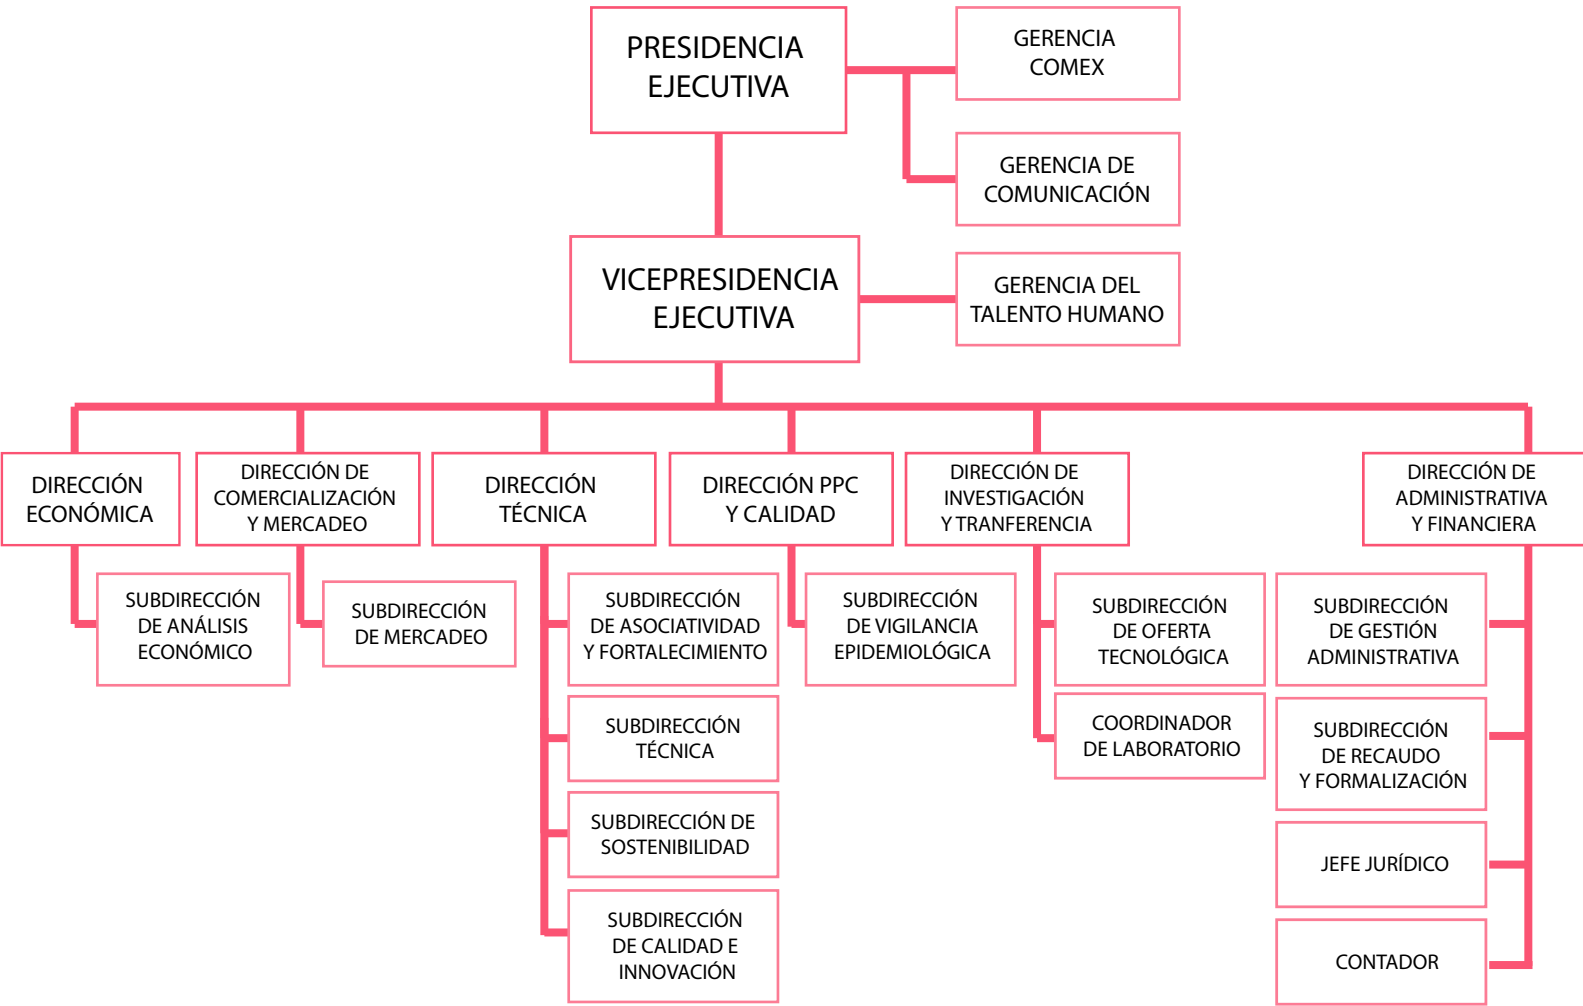 PRESIDENCIA
EJECUTIVA
GERENCIA
COMEX
GERENCIA DE
COMUNICACIÓN
VICEPRESIDENCIA
EJECUTIVA
GERENCIA DEL
TALENTO HUMANO
DIRECCIÓN
ECONÓMICA
DIRECCIÓN DE
COMERCIALIZACIÓN
Y MERCADEO
DIRECCIÓN
TÉCNICA
DIRECCIÓN PPC
Y CALIDAD
DIRECCIÓN DE
INVESTIGACIÓN
Y TRANFERENCIA
DIRECCIÓN DE
ADMINISTRATIVA
Y FINANCIERA
SUBDIRECCIÓN
DE ANÁLISIS
ECONÓMICO
SUBDIRECCIÓN
DE MERCADEO
SUBDIRECCIÓN
DE ASOCIATIVIDAD
Y FORTALECIMIENTO
SUBDIRECCIÓN
TÉCNICA
SUBDIRECCIÓN DE
SOSTENIBILIDAD
SUBDIRECCIÓN
DE CALIDAD E
INNOVACIÓN
SUBDIRECCIÓN
DE VIGILANCIA
EPIDEMIOLÓGICA
SUBDIRECCIÓN
DE OFERTA
TECNOLÓGICA
COORDINADOR
DE LABORATORIO
SUBDIRECCIÓN
DE GESTIÓN
ADMINISTRATIVA
SUBDIRECCIÓN
DE RECAUDO
Y FORMALIZACIÓN
JEFE JURÍDICO
CONTADOR